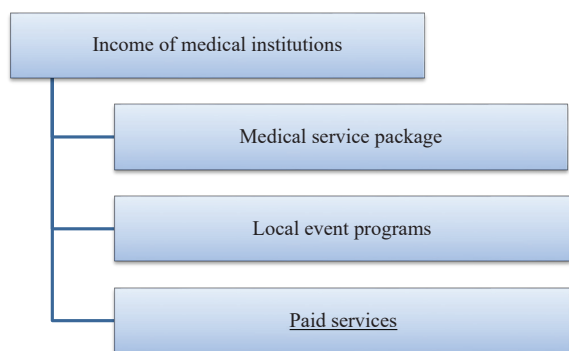 Income of medical institutions
Medical service package
Local event programs
Paid services